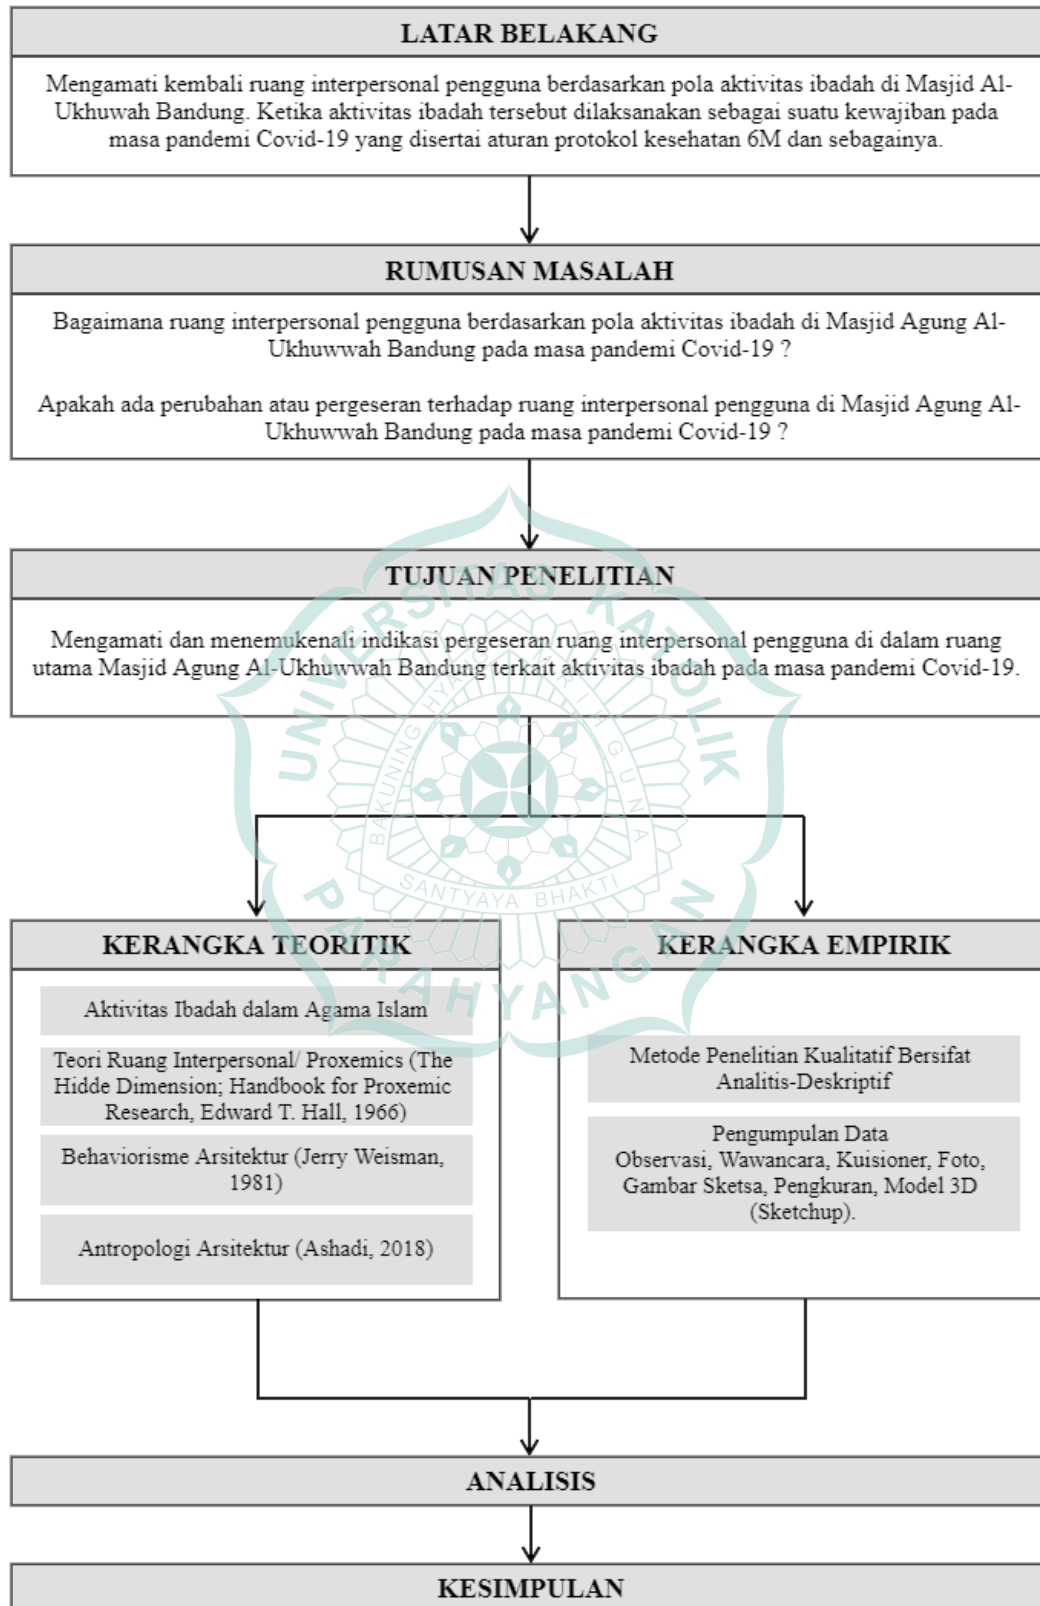 LATAR BELAKANG
Mengamati kembali ruang interpersonal pengguna berdasarkan pola aktivitas ibadah di Masjid Al-
Ukhuwah Bandung. Ketika aktivitas ibadah tersebut dilaksanakan sebagai suatu kewajiban pada
masa pandemi Covid-19 yang disertai aturan protokol kesehatan 6M dan sebagainya.
RUMUSAN MASALAH
Bagaimana ruang interpersonal pengguna berdasarkan pola aktivitas ibadah di Masjid Agung Al-
Ukhuwwah Bandung pada masa pandemi Covid-19 ?
Apakah ada perubahan atau pergeseran terhadap ruang interpersonal pengguna di Masjid Agung Al-
Ukhuwwah Bandung pada masa pandemi Covid-19 ?
TUJUAN PENELITIAN
Mengamati dan menemukenali indikasi pergeseran ruang interpersonal pengguna di dalam ruang
utama Masjid Agung Al-Ukhuwwah Bandung terkait aktivitas ibadah pada masa pandemi Covid-19.
UNIVERSITAS KATOLIK
PARAHYANGAN
BAKUNING HYANG MRIH GUNA
SANTYAYA BHAKTI
KERANGKA TEORITIK
Aktivitas Ibadah dalam Agama Islam
Teori Ruang Interpersonal/ Proxemics (The
Hidde Dimension; Handbook for Proxemic
Research, Edward T. Hall, 1966)
Behaviorisme Arsitektur (Jerry Weisman,
1981)
Antropologi Arsitektur (Ashadi, 2018)
KERANGKA EMPIRIK
Metode Penelitian Kualitatif Bersifat
Analitis-Deskriptif
Pengumpulan Data
Observasi, Wawancara, Kuisioner, Foto,
Gambar Sketsa, Pengkuran, Model 3D
(Sketchup).
ANALISIS
KESIMPULAN